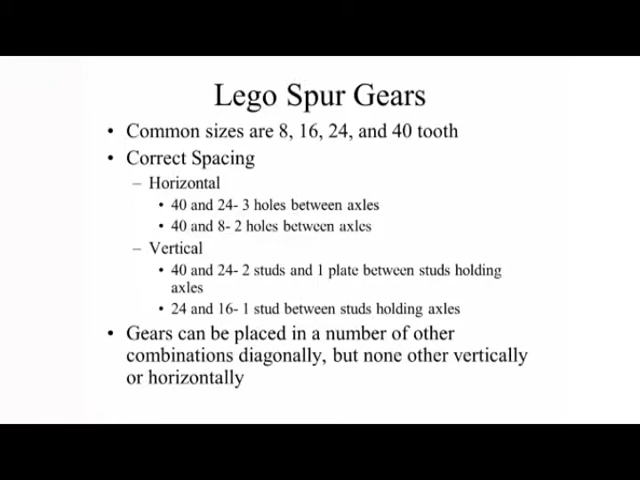 Lego Spur Gears
• Common sizes are 8, 16, 24, and 40 tooth
• Correct Spacing
– Horizontal
• 40 and 24- 3 holes between axles
• 40 and 8- 2 holes between axles
– Vertical
• 40 and 24- 2 studs and 1 plate between studs holding
axles
• 24 and 16- 1 stud between studs holding axles
• Gears can be placed in a number of other
combinations diagonally, but none other vertically
or horizontally